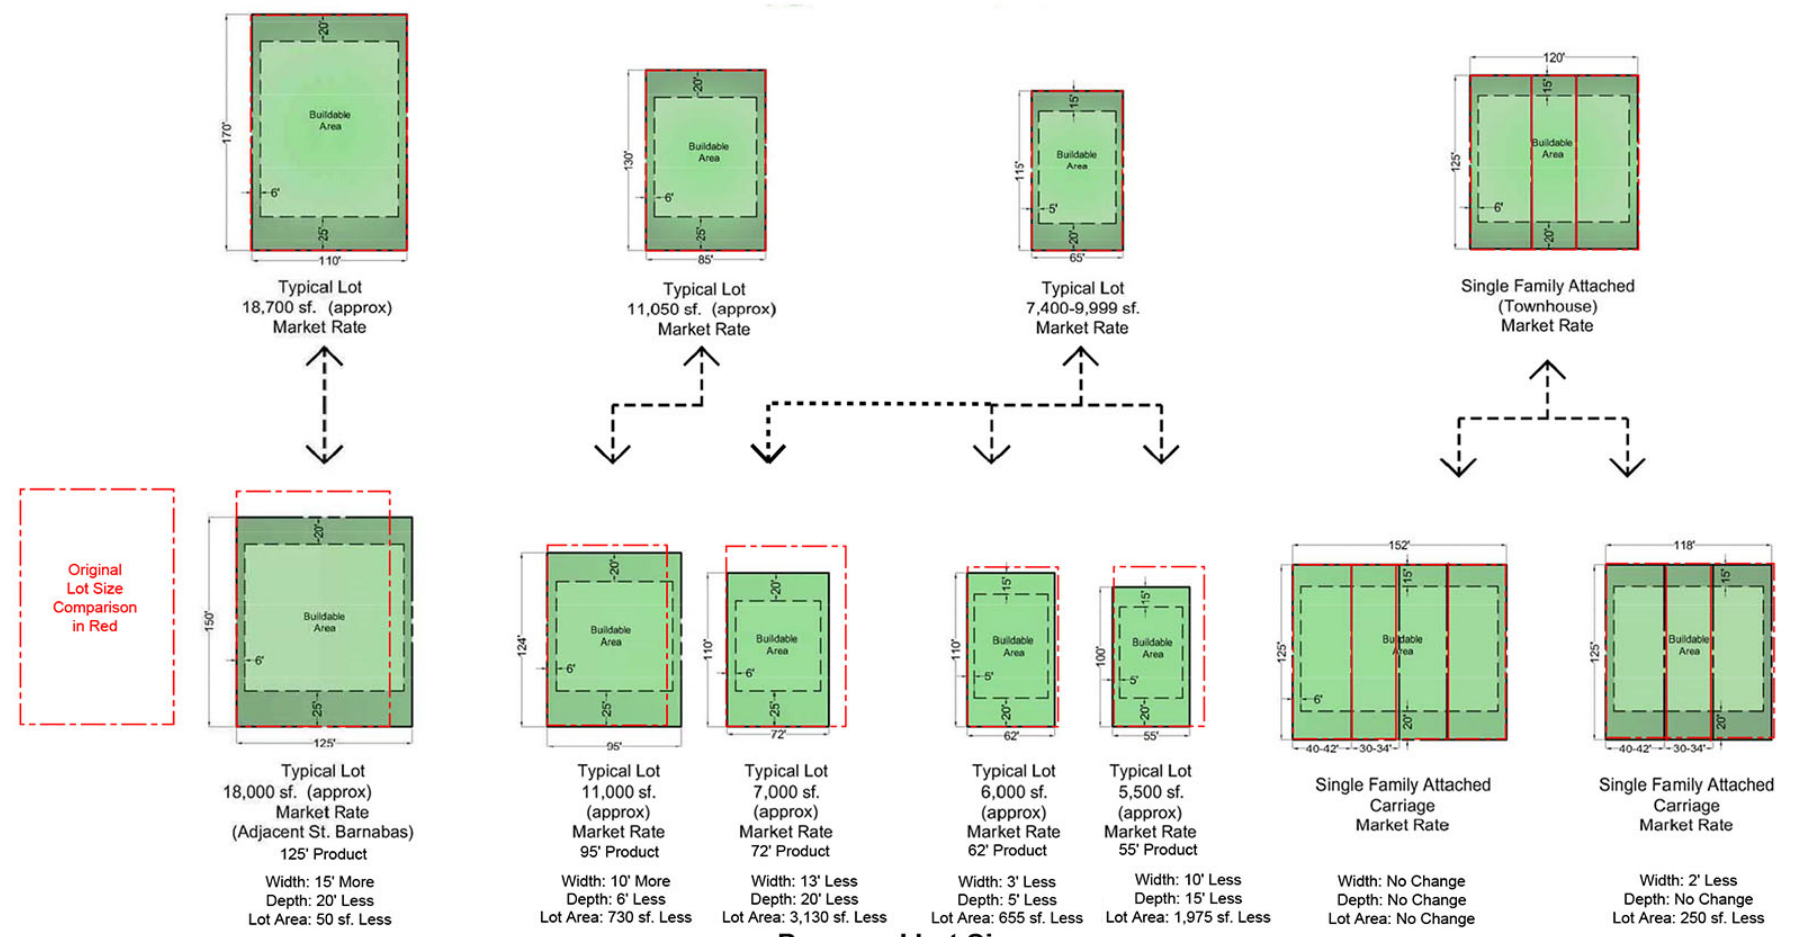 20'
Buildable
Area
170'
6'
25'
110'
Typical Lot
18,700 sf. (approx)
Market Rate
20'
Buildable
Area
130'
6'
25'
85'
Typical Lot
11,050 sf. (approx)
Market Rate
15'
Buildable
Area
115'
5'
20'
65'
Typical Lot
7,400-9,999 sf.
Market Rate
120'
15'
Buildable
Area
125'
6'
20'
Single Family Attached
(Townhouse)
Market Rate
Original
Lot Size
Comparison
in Red
20'
Buildable
Area
150'
6'
25'
125'
Typical Lot
18,000 sf. (approx)
Market Rate
(Adjacent St. Barnabas)
125' Product
Width: 15' More
Depth: 20' Less
Lot Area: 50 sf. Less
20'
Buildable
Area
124'
6'
25'
95'
Typical Lot
11,000 sf.
(approx)
Market Rate
95' Product
Width: 10' More
Depth: 6' Less
Lot Area: 730 sf. Less
20'
Buildable
Area
110'
6'
25'
72'
Typical Lot
7,000 sf.
(approx)
Market Rate
72' Product
Width: 13' Less
Depth: 20' Less
Lot Area: 3,130 sf. Less
15'
Buildable
Area
110'
5'
20'
62'
Typical Lot
6,000 sf.
(approx)
Market Rate
62' Product
Width: 3' Less
Depth: 5' Less
Lot Area: 655 sf. Less
15'
Buildable
Area
100'
5'
20'
55'
Typical Lot
5,500 sf.
(approx)
Market Rate
55' Product
Width: 10' Less
Depth: 15' Less
Lot Area: 1,975 sf. Less
152'
15'
Buildable
Area
125'
6'
20'
40-42'
30-34'
Single Family Attached
Carriage
Market Rate
Width: No Change
Depth: No Change
Lot Area: No Change
118'
15'
Buildable
Area
125'
20'
40-42'
30-34'
Single Family Attached
Carriage
Market Rate
Width: 2' Less
Depth: No Change
Lot Area: 250 sf. Less